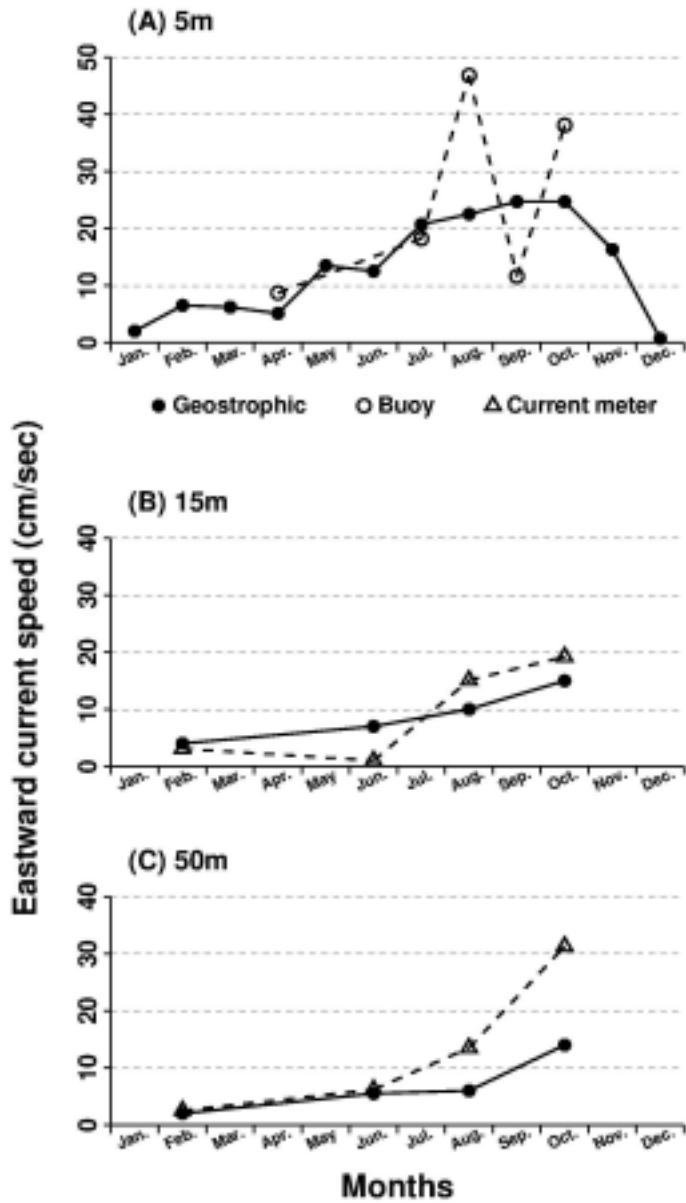 (A) 5m
50
40
30
20
10
0
Jan. Feb. Mar. Apr. May Jun. Jul. Aug. Sep. Oct. Nov. Dec.
Geostrophic Buoy Current meter
Eastward current speed (cm/sec)
(B) 15m
40
30
20
10
0
Jan. Feb. Mar. Apr. May Jun. Jul. Aug. Sep. Oct. Nov. Dec.
(C) 50m
40
30
20
10
0
Jan. Feb. Mar. Apr. May Jun. Jul. Aug. Sep. Oct. Nov. Dec.
Months